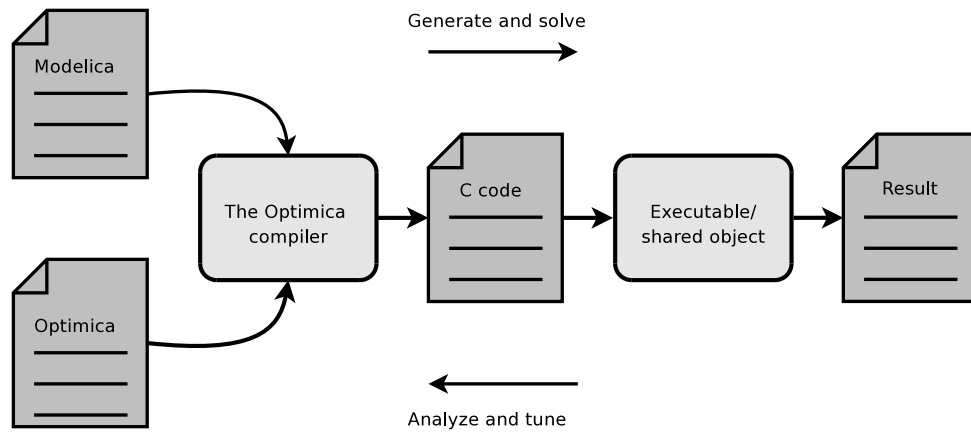 Generate and solve
Modelica
The Optimica
compiler
C code
Executable/
shared object
Result
Optimica
Analyze and tune